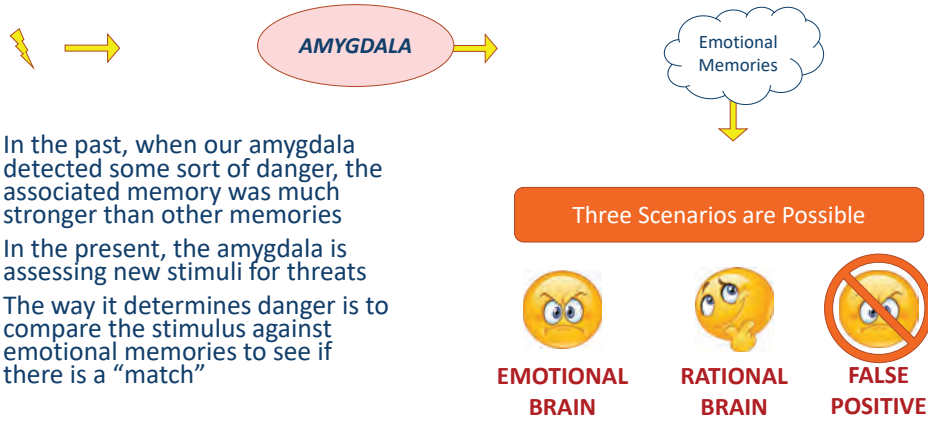 AMYGDALA
Emotional
Memories
In the past, when our amygdala
detected some sort of danger, the
associated memory was much
stronger than other memories
In the present, the amygdala is
assessing new stimuli for threats
The way it determines danger is to
compare the stimulus against
emotional memories to see if
there is a “match”
Three Scenarios are Possible
EMOTIONAL
BRAIN
RATIONAL
BRAIN
FALSE
POSITIVE